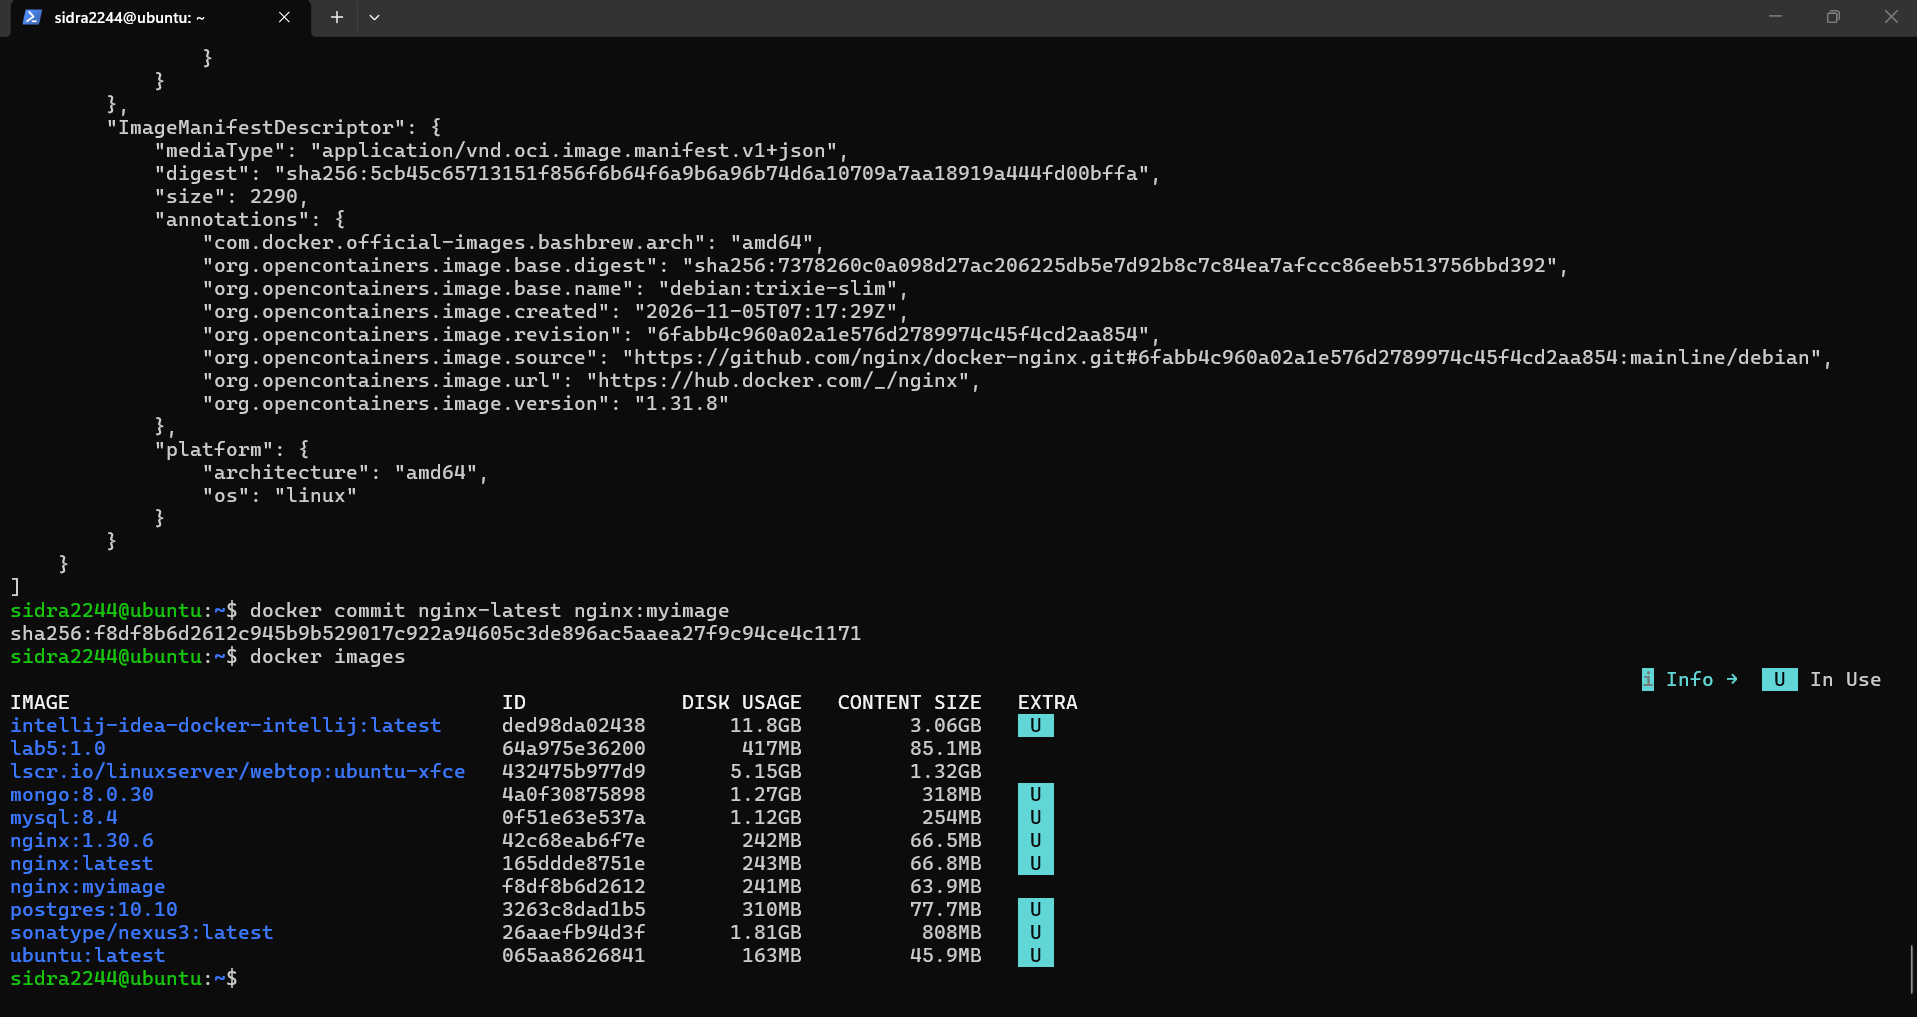 sidra2244@ubuntu: ~
                }
            }
        },
        "ImageManifestDescriptor": {
            "mediaType": "application/vnd.oci.image.manifest.v1+json",
            "digest": "sha256:5cb45c65713151f856f6b64f6a9b6a96b74d6a10709a7aa18919a444fd00bffa",
            "size": 2290,
            "annotations": {
                "com.docker.official-images.bashbrew.arch": "amd64",
                "org.opencontainers.image.base.digest": "sha256:7378260c0a098d27ac206225db5e7d92b8c7c84ea7afccc86eeb513756bbd392",
                "org.opencontainers.image.base.name": "debian:trixie-slim",
                "org.opencontainers.image.created": "2026-11-05T07:17:29Z",
                "org.opencontainers.image.revision": "6fabb4c960a02a1e576d2789974c45f4cd2aa854",
                "org.opencontainers.image.source": "https://github.com/nginx/docker-nginx.git#6fabb4c960a02a1e576d2789974c45f4cd2aa854:mainline/debian",
                "org.opencontainers.image.url": "https://hub.docker.com/_/nginx",
                "org.opencontainers.image.version": "1.31.8"
            },
            "platform": {
                "architecture": "amd64",
                "os": "linux"
            }
        }
    }
]
sidra2244@ubuntu:~$ docker commit nginx-latest nginx:myimage
sha256:f8df8b6d2612c945b9b529017c922a94605c3de896ac5aaea27f9c94ce4c1171
sidra2244@ubuntu:~$ docker images
i Info → U In Use
IMAGE ID DISK USAGE CONTENT SIZE EXTRA
intellij-idea-docker-intellij:latest ded98da02438 11.8GB 3.06GB U
lab5:1.0 64a975e36200 417MB 85.1MB
lscr.io/linuxserver/webtop:ubuntu-xfce 432475b977d9 5.15GB 1.32GB
mongo:8.0.30 4a0f30875898 1.27GB 318MB U
mysql:8.4 0f51e63e537a 1.12GB 254MB U
nginx:1.30.6 42c68eab6f7e 242MB 66.5MB U
nginx:latest 165ddde8751e 243MB 66.8MB U
nginx:myimage f8df8b6d2612 241MB 63.9MB
postgres:10.10 3263c8dad1b5 310MB 77.7MB U
sonatype/nexus3:latest 26aaefb94d3f 1.81GB 808MB U
ubuntu:latest 065aa8626841 163MB 45.9MB U
sidra2244@ubuntu:~$